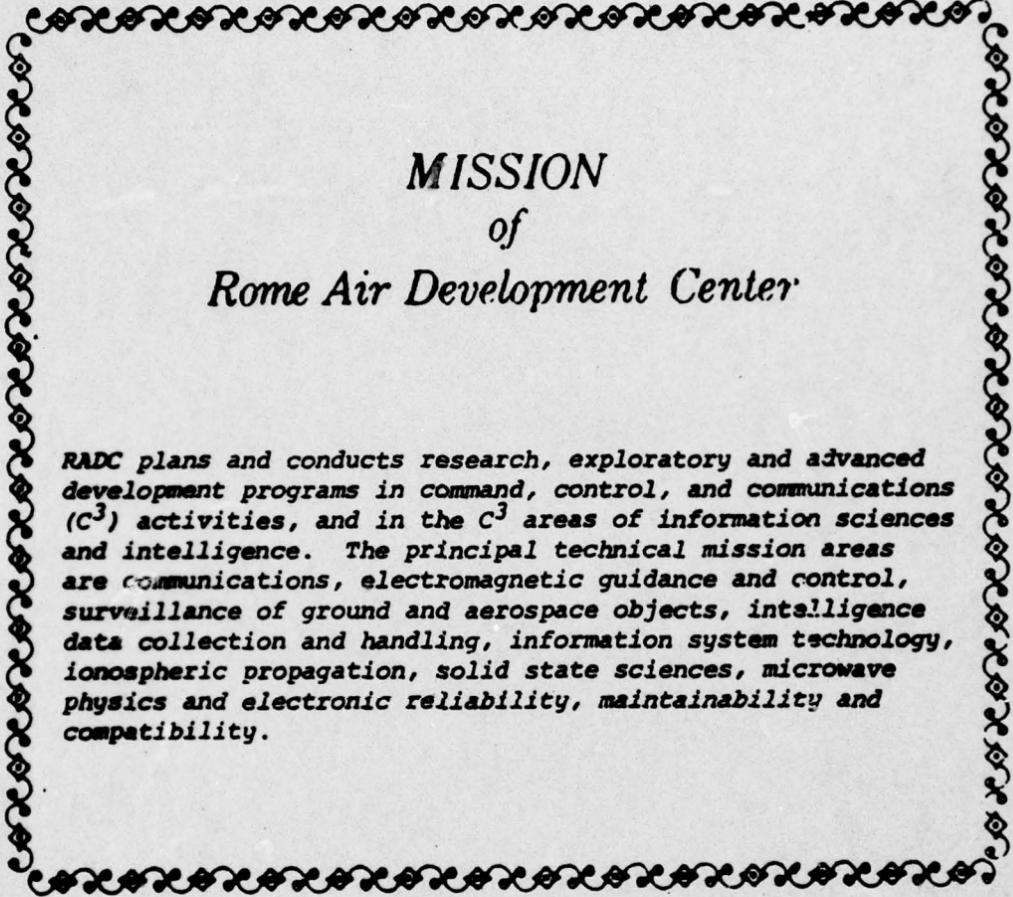 MISSION
of
Rome Air Development Center
RADC plans and conducts research, exploratory and advanced
development programs in command, control, and communications
(C³) activities, and in the C³ areas of information sciences
and intelligence. The principal technical mission areas
are communications, electromagnetic guidance and control,
surveillance of ground and aerospace objects, intelligence
data collection and handling, information system technology,
ionospheric propagation, solid state sciences, microwave
physics and electronic reliability, maintainability and
compatibility.